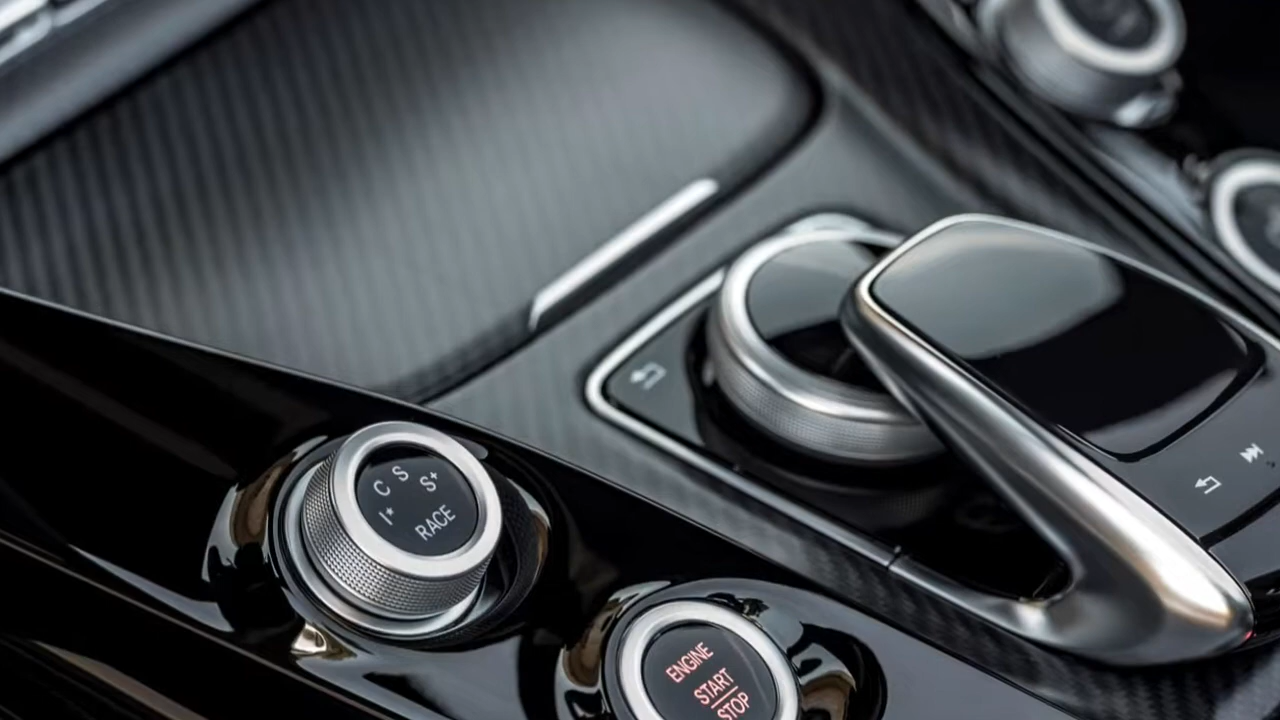 C S S+
I*
RACE
ENGINE
START
STOP